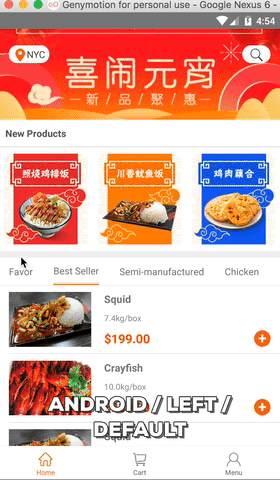 Genymotion for personal use - Google Nexus 6 -
4:54
NYC
喜闹元宵
新品聚惠
New Products
照烧鸡排饭
川香鱿鱼饭
鸡肉藕合
Favor
Best Seller
Semi-manufactured
Chicken
Squid
7.4kg/box
$199.00
Crayfish
10.0kg/box
ANDROID / LEFT /
DEFAULT
Squid
Home
Cart
Menu